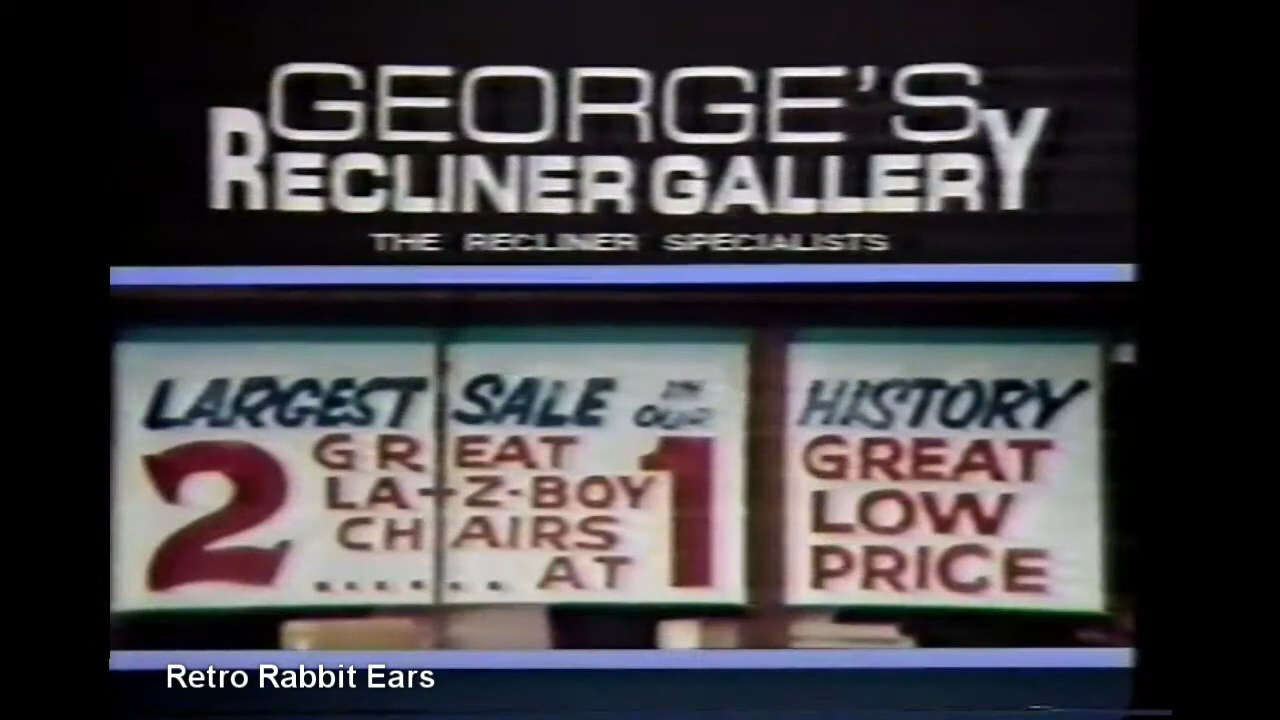 GEORGE'S
RECLINER GALLERY
THE RECLINER SPECIALISTS
LARGEST SALE IN OUR HISTORY
2 GREAT LA-Z-BOY CHAIRS ...... AT 1 GREAT LOW PRICE
Retro Rabbit Ears